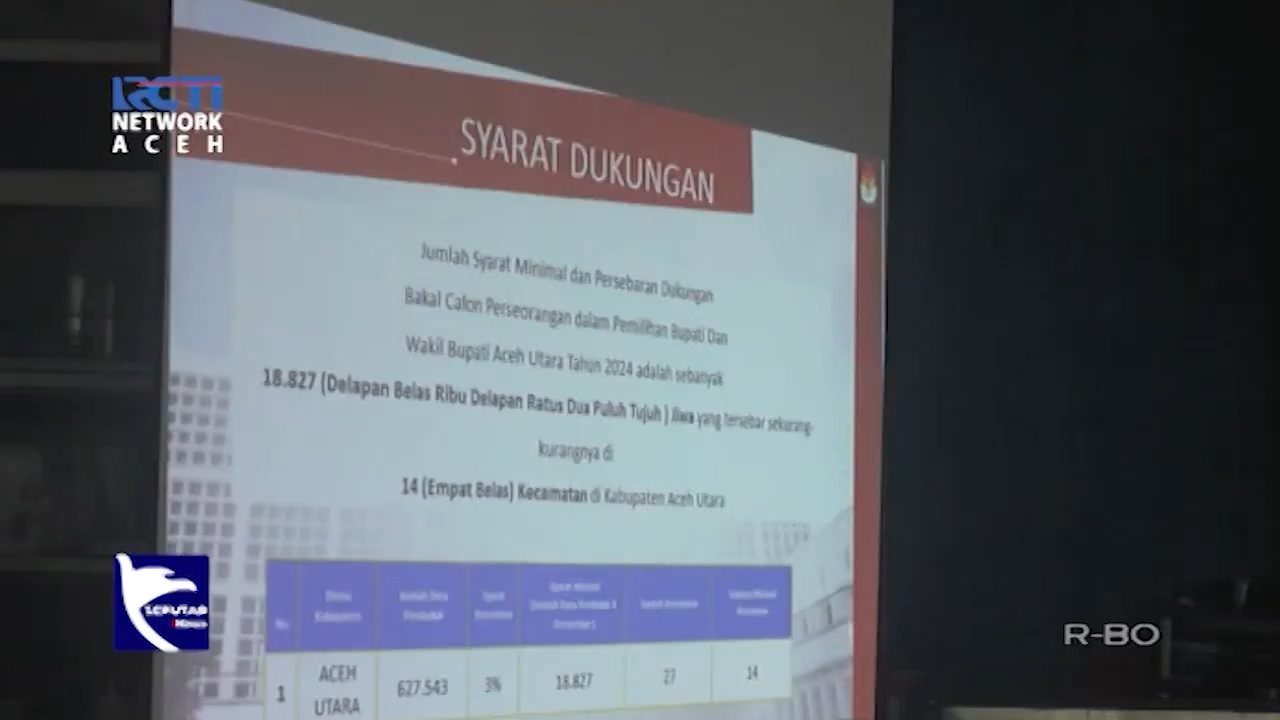 RCTI
NETWORK
ACEH
SYARAT DUKUNGAN
Jumlah Syarat Minimal dan Persebaran Dukungan
Bakal Calon Perseorangan dalam Pemilihan Bupati Dan
Wakil Bupati Aceh Utara Tahun 2024 adalah sebanyak
18.827 (Delapan Belas Ribu Delapan Ratus Dua Puluh Tujuh ) Jiwa yang tersebar sekurang-
kurangnya di
14 (Empat Belas) Kecamatan di Kabupaten Aceh Utara
1 ACEH UTARA 627.543 3% 18.827 27 14
SEPUTAR
iNews
R-BO